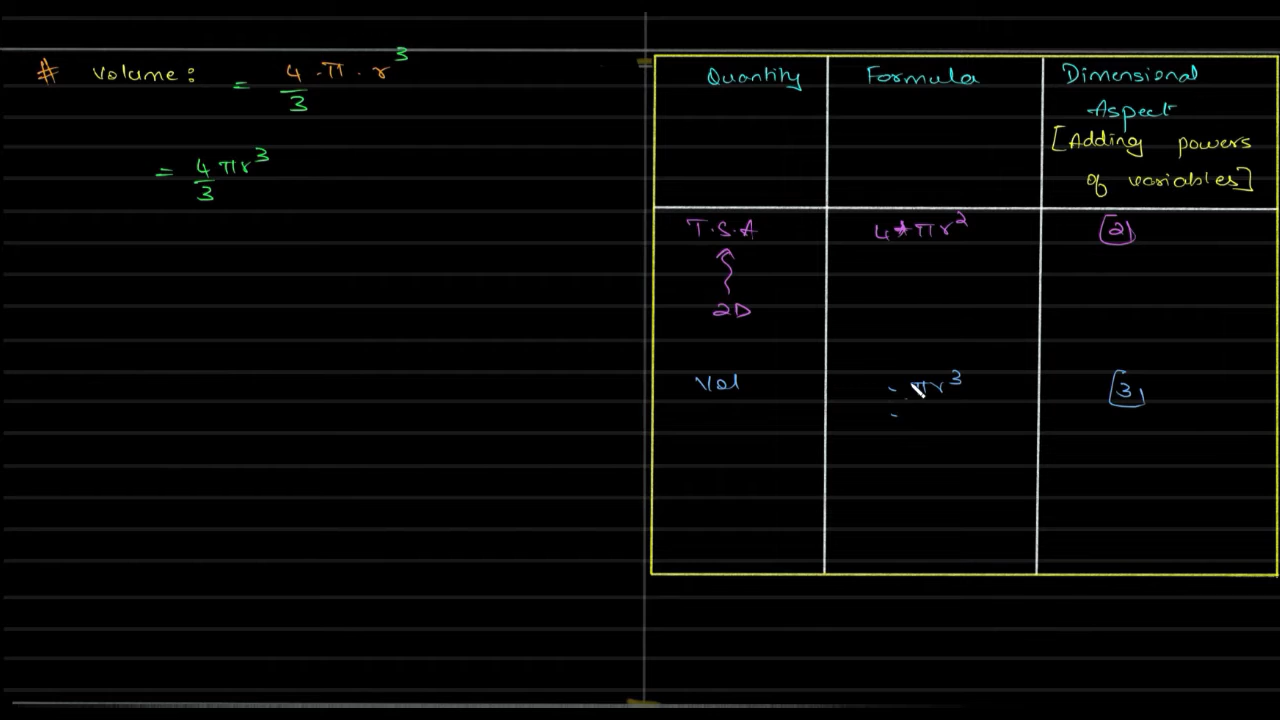 # Volume: = 4/3 · π · r³
= 4/3 πr³
Quantity Formula Dimensional Aspect [Adding powers of variables]
T.S.A 4*πr² [2]
2D
Vol πr³ [3]